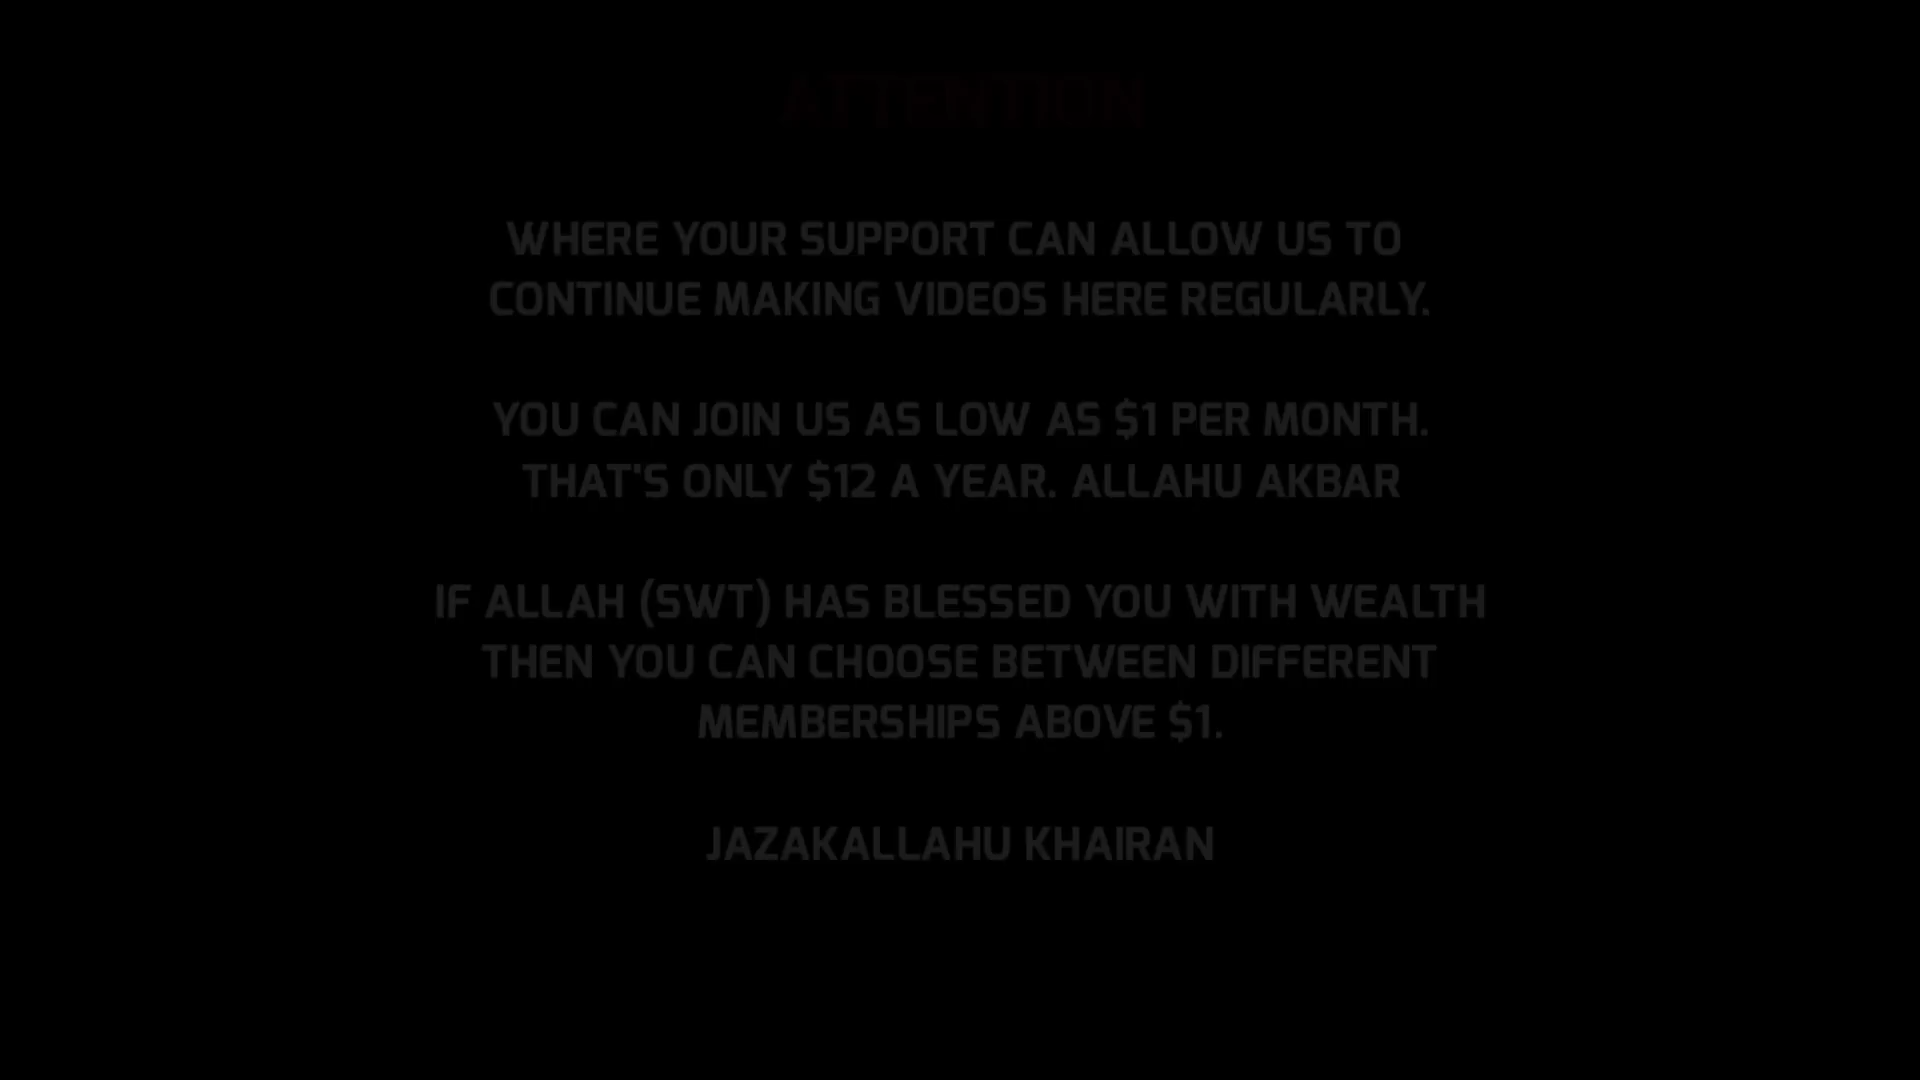 ATTENTION
WHERE YOUR SUPPORT CAN ALLOW US TO
CONTINUE MAKING VIDEOS HERE REGULARLY.
YOU CAN JOIN US AS LOW AS $1 PER MONTH.
THAT'S ONLY $12 A YEAR. ALLAHU AKBAR
IF ALLAH (SWT) HAS BLESSED YOU WITH WEALTH
THEN YOU CAN CHOOSE BETWEEN DIFFERENT
MEMBERSHIPS ABOVE $1.
JAZAKALLAHU KHAIRAN